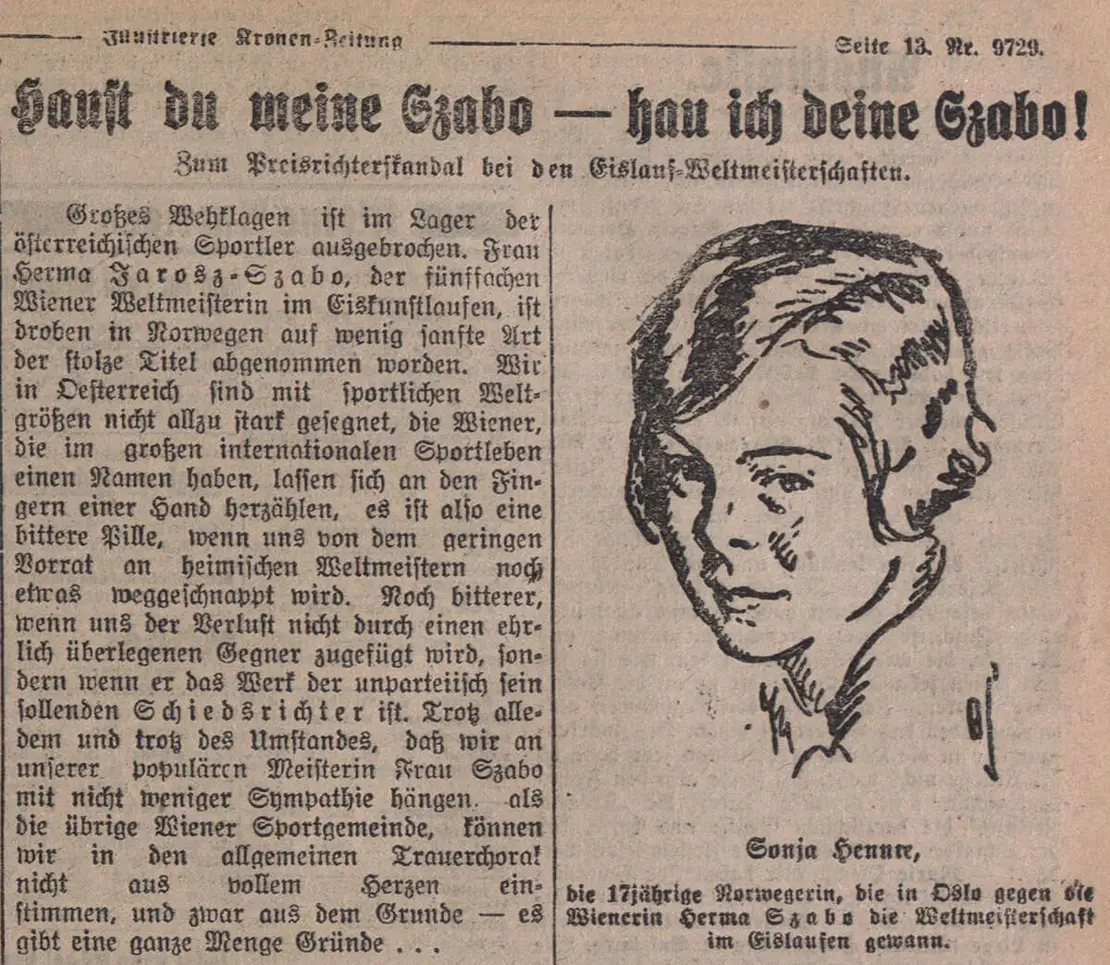 Illustrierte Kronen-Zeitung
Seite 13. Nr. 9729.
Haust du meine Szabo — hau ich deine Szabo!
Zum Preisrichterskandal bei den Eislauf-Weltmeisterschaften.
Großes Wehklagen ist im Lager der
österreichischen Sportler ausgebrochen. Frau
Herma Jarosz-Szabo, der fünffachen
Wiener Weltmeisterin im Eiskunstlaufen, ist
droben in Norwegen auf wenig sanfte Art
der stolze Titel abgenommen worden. Wir
in Oesterreich sind mit sportlichen Welt-
größen nicht allzu stark gesegnet, die Wiener,
die im großen internationalen Sportleben
einen Namen haben, lassen sich an den Fin-
gern einer Hand herzählen, es ist also eine
bittere Pille, wenn uns von dem geringen
Vorrat an heimischen Weltmeistern noch
etwas weggeschnappt wird. Noch bitterer,
wenn uns der Verlust nicht durch einen ehr-
lich überlegenen Gegner zugefügt wird, son-
dern wenn er das Werk der unparteiisch sein
sollenden Schiedsrichter ist. Trotz alle-
dem und trotz des Umstandes, daß wir an
unserer populären Meisterin Frau Szabo
mit nicht weniger Sympathie hängen, als
die übrige Wiener Sportgemeinde, können
wir in den allgemeinen Trauerchoral
nicht aus vollem Herzen ein-
stimmen, und zwar aus dem Grunde — es
gibt eine ganze Menge Gründe . . .
Sonja
die 17jährige Norwegerin, die in Oslo gegen die
Wienerin Herma Szabo die Weltmeisterschaft
im Eislaufen gewann.